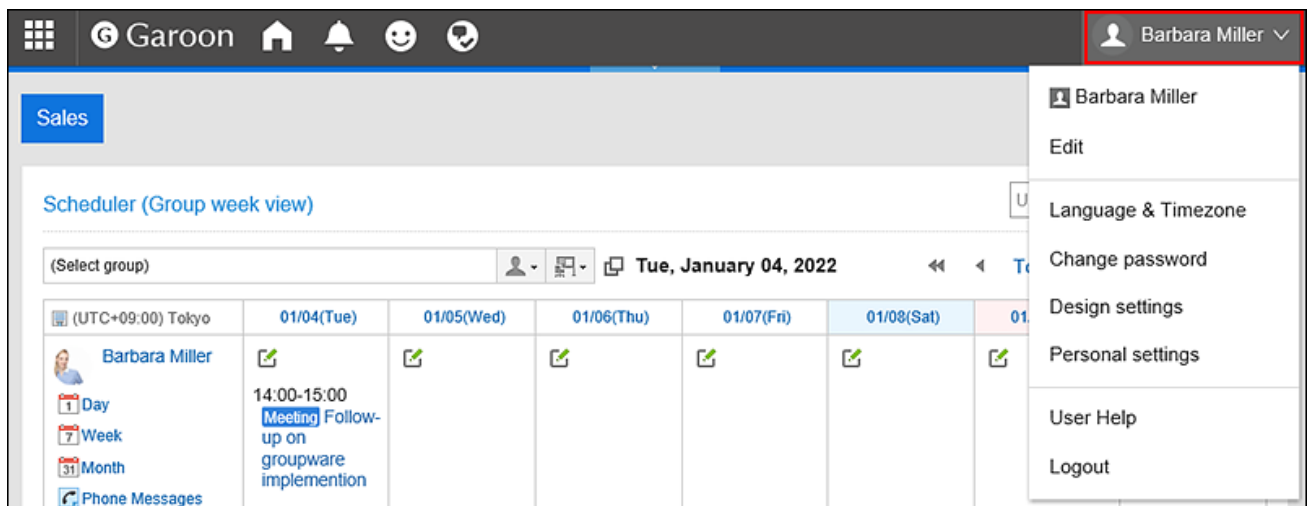 Garoon
Barbara Miller
Barbara Miller
Edit
Language & Timezone
Change password
Design settings
Personal settings
User Help
Logout
Sales
Scheduler (Group week view)
(Select group)
Tue, January 04, 2022
(UTC+09:00) Tokyo 01/04(Tue) 01/05(Wed) 01/06(Thu) 01/07(Fri) 01/08(Sat)
Barbara Miller
Day
Week
Month
Phone Messages
14:00-15:00
Meeting Follow-
up on
groupware
implemention